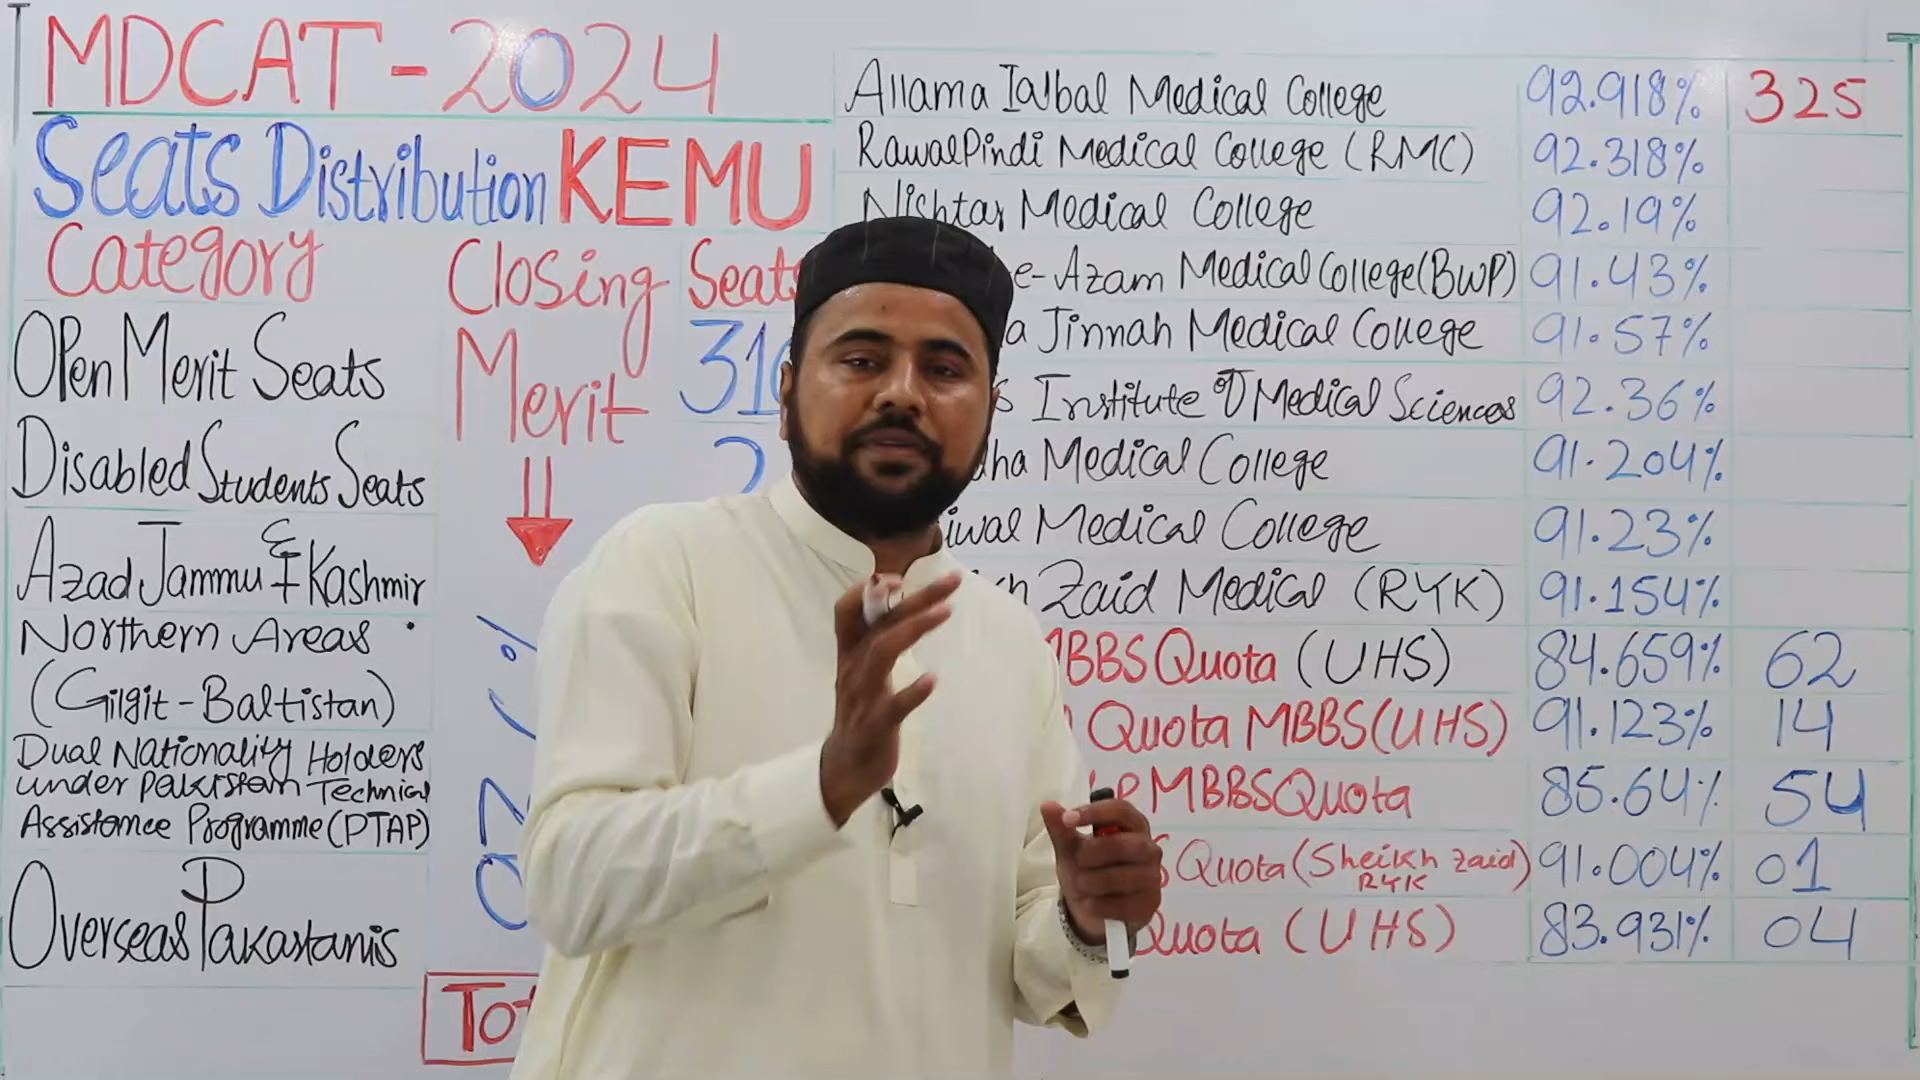 MDCAT-2024
Seats Distribution KEMU
Category
Closing Seats
Merit
Open Merit Seats
Disabled Students Seats
Azad Jammu & Kashmir
Northern Areas
(Gilgit-Baltistan)
Dual Nationality Holders
under Pakistan Technical
Assistance Programme (PTAP)
Overseas Pakastanis
Allama Iqlbal Medical College 92.918% 325
RawalPindi Medical College (RMC) 92.318%
Nishtar Medical College 92.19%
e-Azam Medical College (BWP) 91.43%
Jinnah Medical College 91.57%
Institute of Medical Sciences 92.36%
Medical College 91.204%
Medical College 91.23%
Zaid Medical (RYK) 91.154%
MBBS Quota (UHS) 84.659% 62
Quota MBBS (UHS) 91.123% 14
MBBS Quota 85.64% 54
Quota (Sheikh Zaid) 91.004% 01
RYK
Quota (UHS) 83.931% 04